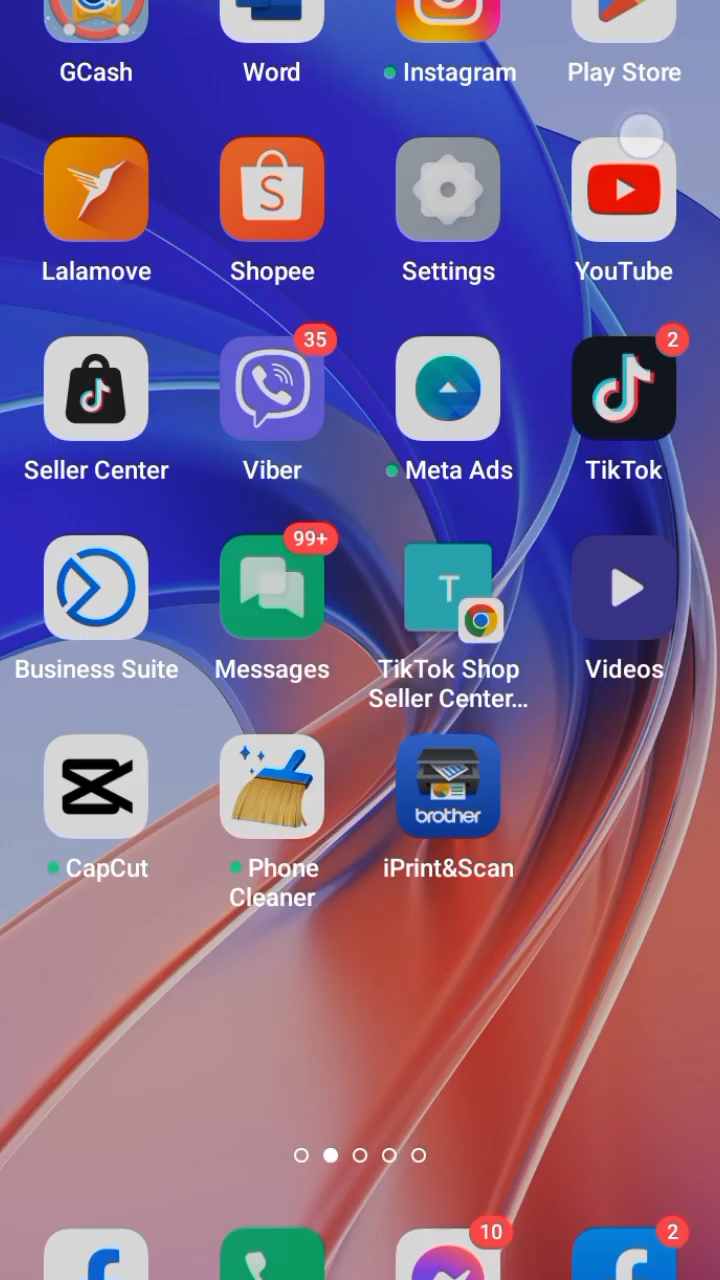 GCash
Word
Instagram
Play Store
S
Lalamove
Shopee
Settings
YouTube
35
2
Seller Center
Viber
Meta Ads
TikTok
99+
T
Business Suite
Messages
TikTok Shop
Seller Center...
Videos
brother
CapCut
Phone
Cleaner
iPrint&Scan
10
2